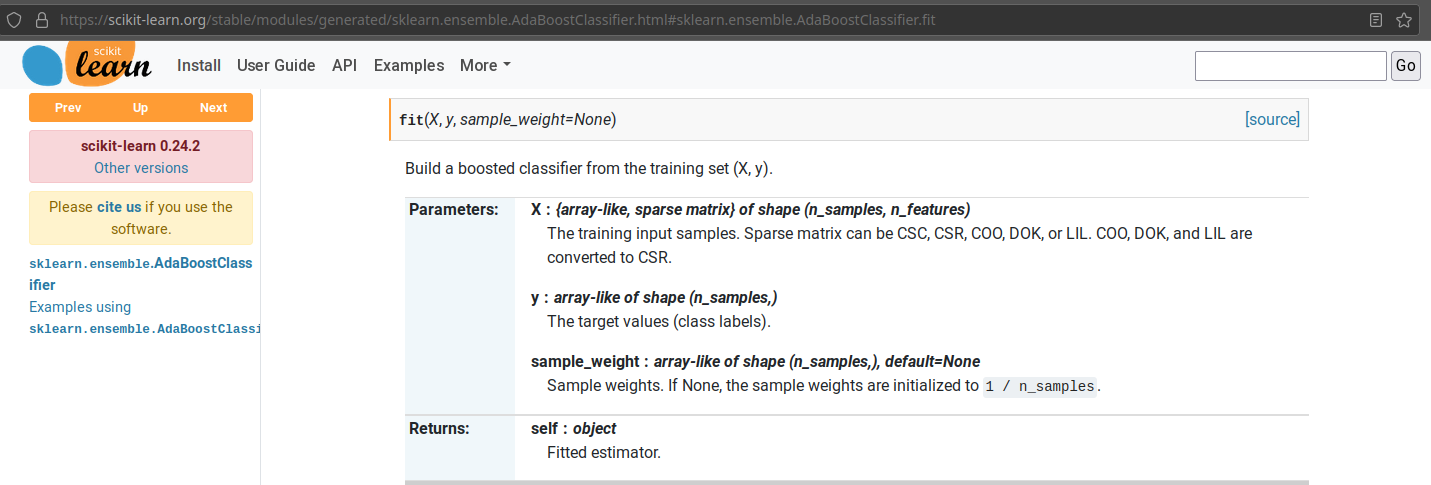 https://scikit-learn.org/stable/modules/generated/sklearn.ensemble.AdaBoostClassifier.html#sklearn.ensemble.AdaBoostClassifier.fit
scikit
learn
Install User Guide API Examples More
Go
Prev Up Next
scikit-learn 0.24.2
Other versions
Please cite us if you use the
software.
sklearn.ensemble.AdaBoostClass
ifier
Examples using
sklearn.ensemble.AdaBoostClassi
fit(X, y, sample_weight=None)
[source]
Build a boosted classifier from the training set (X, y).
Parameters:
X : {array-like, sparse matrix} of shape (n_samples, n_features)
The training input samples. Sparse matrix can be CSC, CSR, COO, DOK, or LIL. COO, DOK, and LIL are
converted to CSR.
y : array-like of shape (n_samples,)
The target values (class labels).
sample_weight : array-like of shape (n_samples,), default=None
Sample weights. If None, the sample weights are initialized to 1 / n_samples.
Returns:
self : object
Fitted estimator.